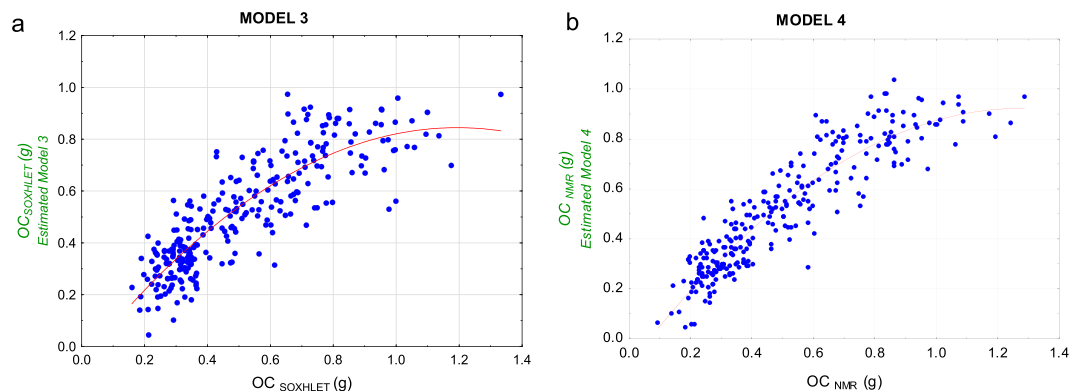 a
MODEL 3
OC SOXHLET (g)
Estimated Model 3
1.2
1.0
0.8
0.6
0.4
0.2
0.0
0.0 0.2 0.4 0.6 0.8 1.0 1.2 1.4
OC SOXHLET (g)
b
MODEL 4
OC NMR (g)
Estimated Model 4
1.2
1.0
0.8
0.6
0.4
0.2
0.0
0.0 0.2 0.4 0.6 0.8 1.0 1.2 1.4
OC NMR (g)